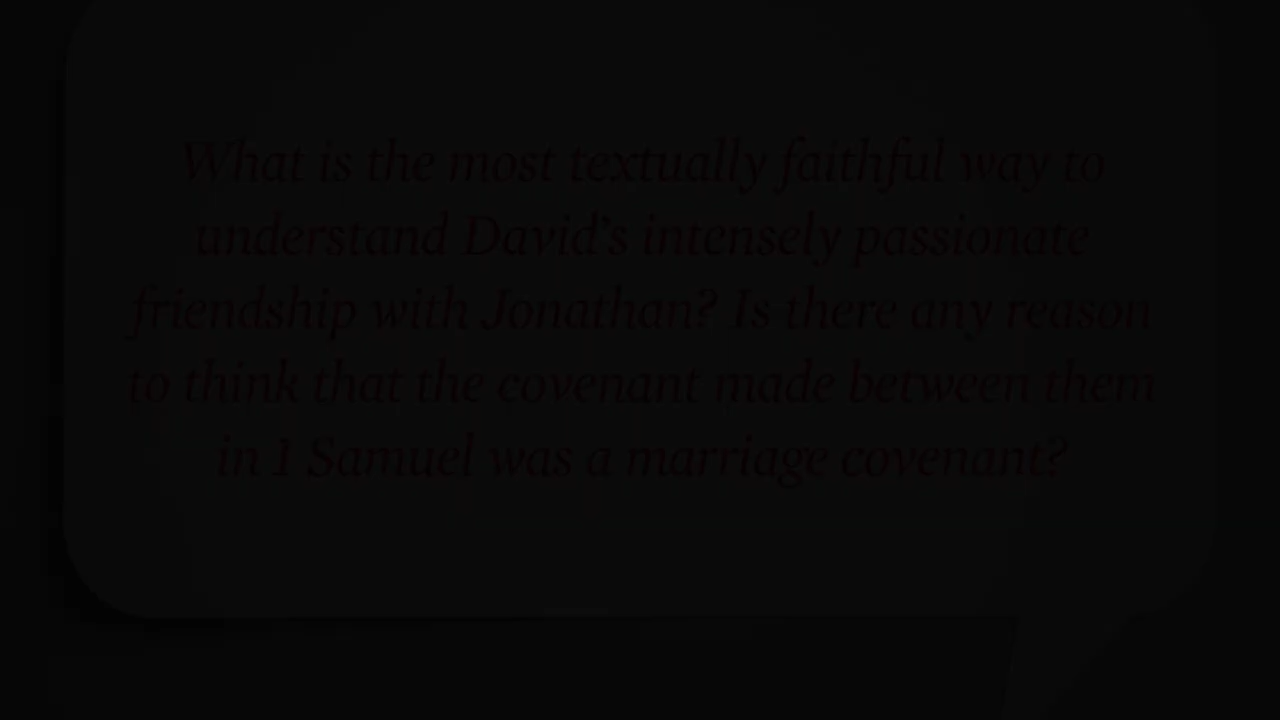 What is the most textually faithful way to
understand David's intensely passionate
friendship with Jonathan? Is there any reason
to think that the covenant made between them
in 1 Samuel was a marriage covenant?